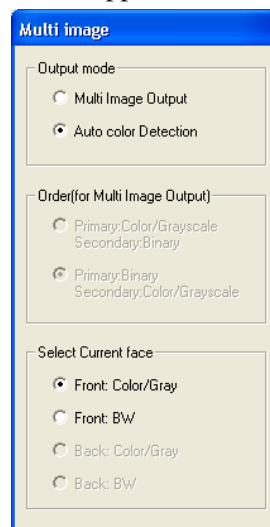 Multi image
Output mode
Multi Image Output
Auto color Detection
Order(for Multi Image Output)
Primary:Color/Grayscale
Secondary:Binary
Primary:Binary
Secondary:Color/Grayscale
Select Current face
Front: Color/Gray
Front: BW
Back: Color/Gray
Back: BW